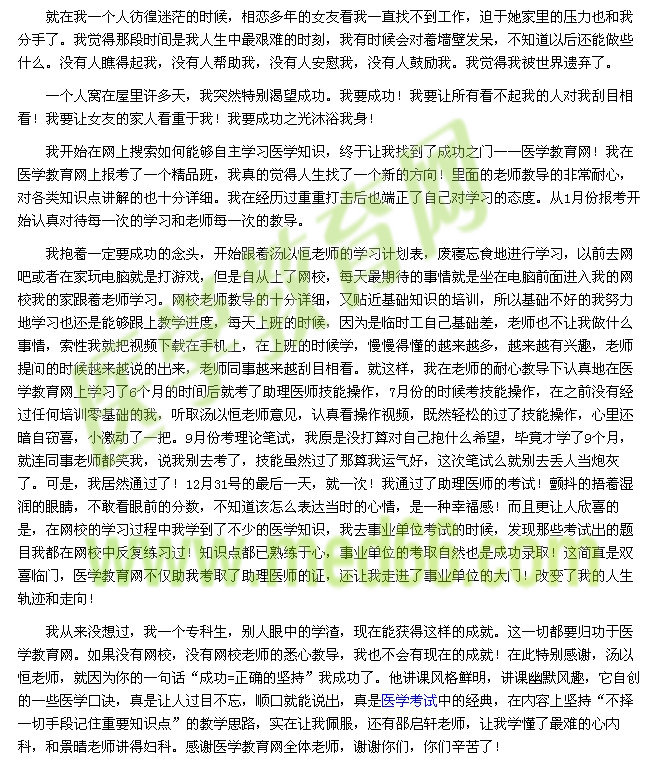 就在我一个人彷徨迷茫的时候，相恋多年的女友看我一直找不到工作，迫于她家里的压力也和我
分手了。我觉得那段时间是我人生中最艰难的时刻，我有时候会对着墙壁发呆，不知道以后还能做些
什么。没有人瞧得起我，没有人帮助我，没有人安慰我，没有人鼓励我。我觉得我被世界遗弃了。
一个人窝在屋里许多天，我突然特别渴望成功。我要成功！我要让所有看不起我的人对我刮目相
看！我要让女友的家人看重于我！我要成功之光沐浴我身！
我开始在网上搜索如何能够自主学习医学知识，终于让我找到了成功之门——医学教育网！我在
医学教育网上报考了一个精品班，我真的觉得人生找了一个新的方向！里面的老师教导的非常耐心，
对各类知识点讲解的也十分详细。我在经历过重重打击后也端正了自己对学习的态度。从1月份报考开
始认真对待每一次的学习和老师每一次的教导。
我抱着一定要成功的念头，开始跟着汤以恒老师的学习计划表，废寝忘食地进行学习，以前去网
吧或者在家玩电脑就是打游戏，但是自从上了网校，每天最期待的事情就是坐在电脑前面进入我的网
校我的家跟着老师学习。网校老师教导的十分详细，又贴近基础知识的培训，所以基础不好的我努力
地学习也还是能够跟上教学进度，每天上班的时候，因为是临时工自己基础差，老师也不让我做什么
事情，索性我就把视频下载在手机上，在上班的时候学，慢慢得懂的越来越多，越来越有兴趣，老师
提问的时候越来越说的出来，老师同事越来越刮目相看。就这样，我在老师的耐心教导下认真地在医
学教育网上学习了6个月的时间后就考了助理医师技能操作，7月份的时候考技能操作，在之前没有经
过任何培训零基础的我，听取汤以恒老师意见，认真看操作视频，既然轻松的过了技能操作，心里还
暗自窃喜，小激动了一把。9月份考理论笔试，我原是没打算对自己抱什么希望，毕竟才学了9个月，
就连同事老师都笑我，说我别去考了，技能虽然过了那算我运气好，这次笔试么就别去丢人当炮灰
了。可是，我居然通过了！12月31号的最后一天，就一次！我通过了助理医师的考试！颤抖的捂着湿
润的眼睛，不敢看眼前的分数，不知道该怎么表达当时的心情，是一种幸福感！而且更让人欣喜的
是，在网校的学习过程中我学到了不少的医学知识，我去事业单位考试的时候，发现那些考试出的题
目我都在网校中反复练习过！知识点都已熟练于心，事业单位的考取自然也是成功录取！这简直是双
喜临门，医学教育网不仅助我考取了助理医师的证，还让我走进了事业单位的大门！改变了我的人生
轨迹和走向！
我从来没想过，我一个专科生，别人眼中的学渣，现在能获得这样的成就。这一切都要归功于医
学教育网。如果没有网校，没有网校老师的悉心教导，我也不会有现在的成就！在此特别感谢，汤以
恒老师，就因为你的一句话“成功=正确的坚持”我成功了。他讲课风格鲜明，讲课幽默风趣，它自创
的一些医学口诀，真是让人过目不忘，顺口就能说出，真是医学考试中的经典，在内容上坚持“不择
一切手段记住重要知识点”的教学思路，实在让我佩服，还有邵启轩老师，让我学懂了最难的心内
科，和景晴老师讲得妇科。感谢医学教育网全体老师，谢谢你们，你们辛苦了！
医学教育网
www.med66.com